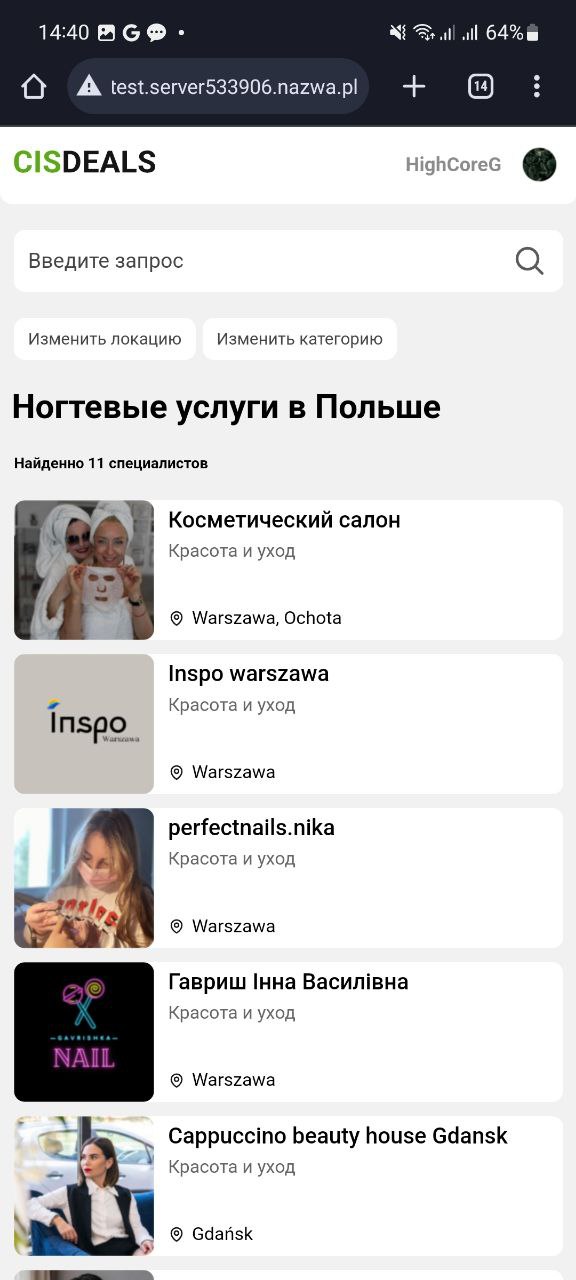 14:40
64%
test.server533906.nazwa.pl
14
CISDEALS
HighCoreG
Введите запрос
Изменить локацию
Изменить категорию
Ногтевые услуги в Польше
Найденно 11 специалистов
Косметический салон
Красота и уход
Warszawa, Ochota
Inspo warszawa
Красота и уход
inspo
Warszawa
Warszawa
perfectnails.nika
Красота и уход
Warszawa
Гавриш Інна Василівна
Красота и уход
GAVRISHKA
NAIL
Warszawa
Cappuccino beauty house Gdansk
Красота и уход
Gdańsk